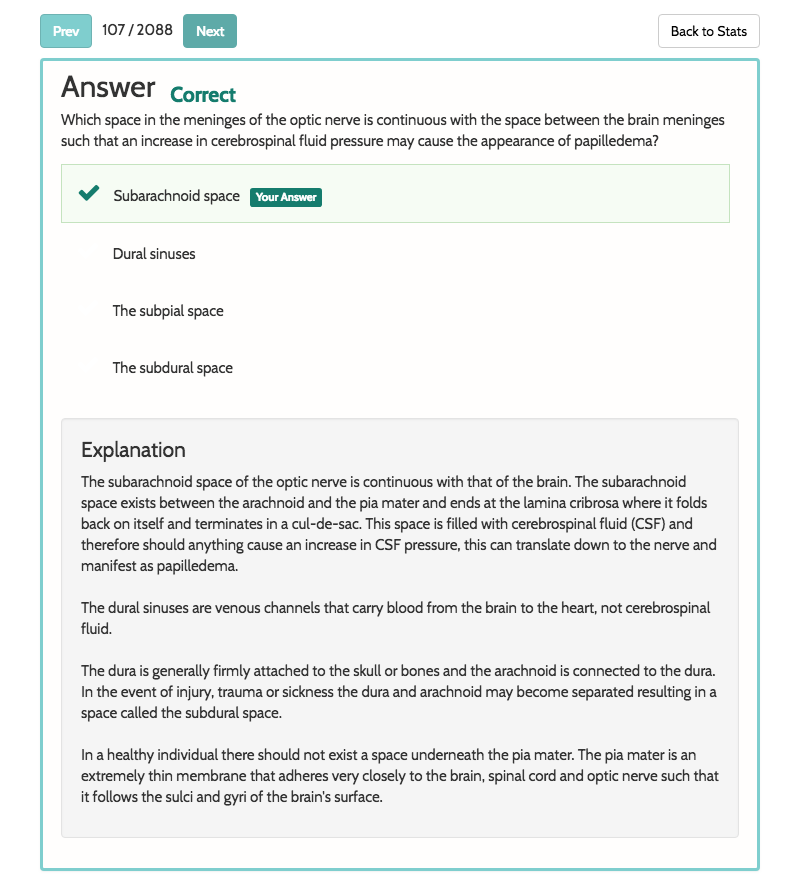 Prev 107 / 2088 Next Back to Stats
Answer Correct
Which space in the meninges of the optic nerve is continuous with the space between the brain meninges
such that an increase in cerebrospinal fluid pressure may cause the appearance of papilledema?
Subarachnoid space Your Answer
Dural sinuses
The subpial space
The subdural space
Explanation
The subarachnoid space of the optic nerve is continuous with that of the brain. The subarachnoid
space exists between the arachnoid and the pia mater and ends at the lamina cribrosa where it folds
back on itself and terminates in a cul-de-sac. This space is filled with cerebrospinal fluid (CSF) and
therefore should anything cause an increase in CSF pressure, this can translate down to the nerve and
manifest as papilledema.
The dural sinuses are venous channels that carry blood from the brain to the heart, not cerebrospinal
fluid.
The dura is generally firmly attached to the skull or bones and the arachnoid is connected to the dura.
In the event of injury, trauma or sickness the dura and arachnoid may become separated resulting in a
space called the subdural space.
In a healthy individual there should not exist a space underneath the pia mater. The pia mater is an
extremely thin membrane that adheres very closely to the brain, spinal cord and optic nerve such that
it follows the sulci and gyri of the brain's surface.